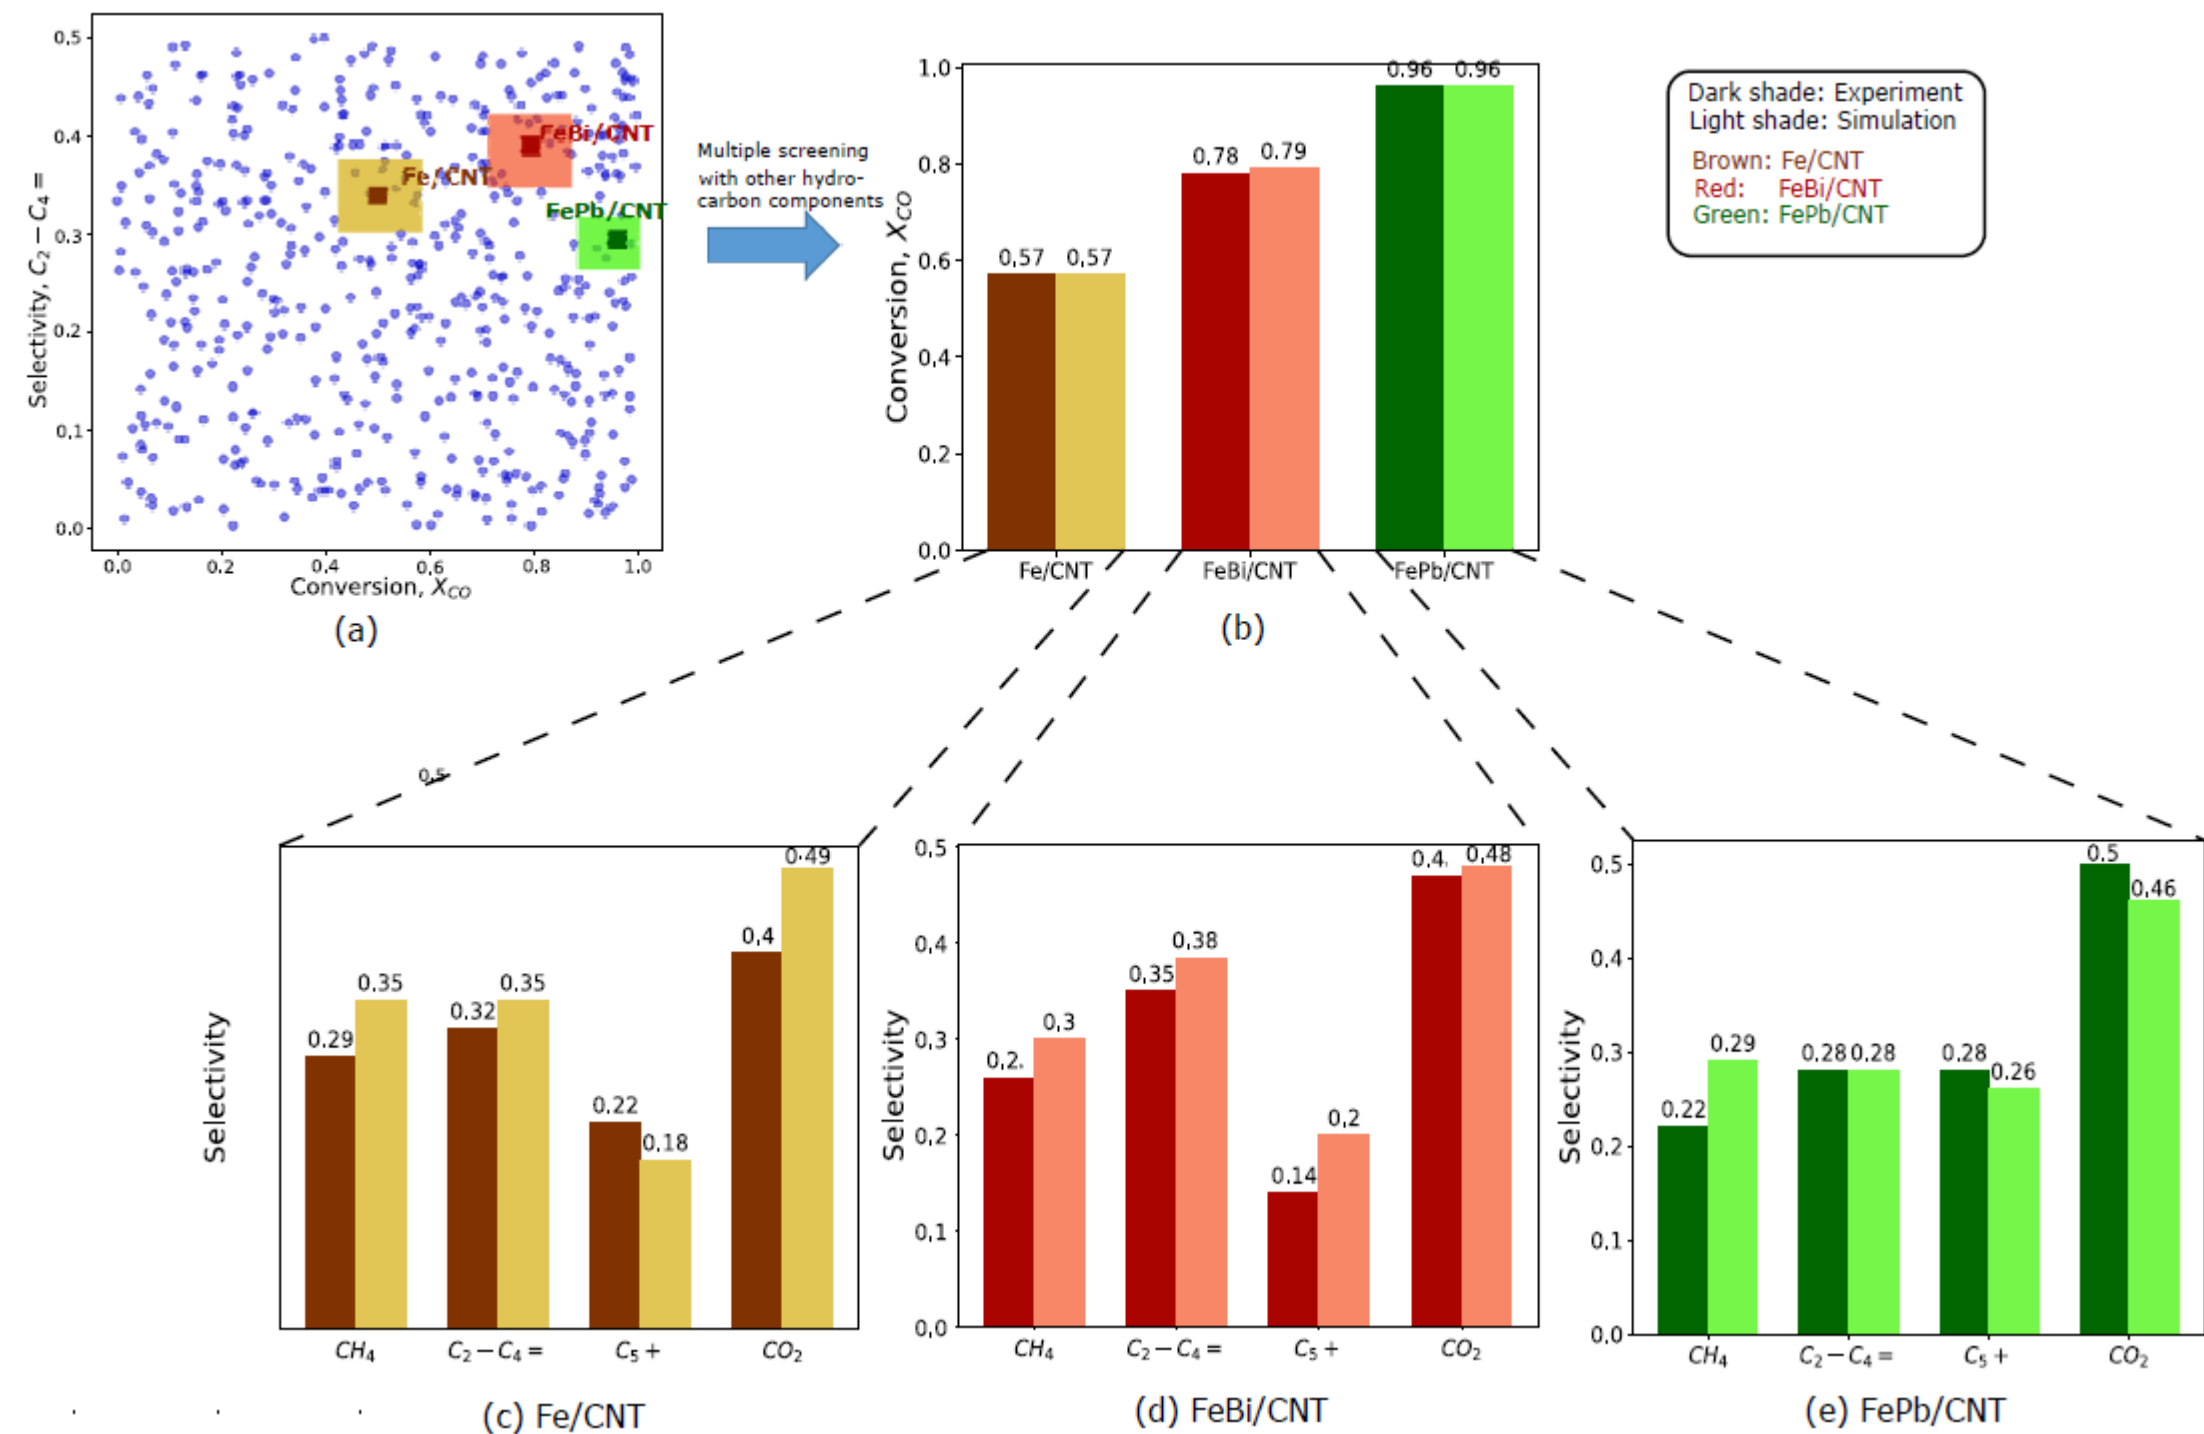 0.5
0.4
0.3
0.2
0.1
0.0
Selectivity, C₂ − C₄ =
FeBi/CNT
Fe/CNT
FePb/CNT
0.0 0.2 0.4 0.6 0.8 1.0
Conversion, X_CO
(a)
Multiple screening
with other hydro-
carbon components
1.0
0.8
0.6
0.4
0.2
0.0
Conversion, X_CO
0.57 0.57
0.78 0.79
0.96 0.96
Fe/CNT FeBi/CNT FePb/CNT
(b)
Dark shade: Experiment
Light shade: Simulation
Brown: Fe/CNT
Red: FeBi/CNT
Green: FePb/CNT
0.5
Selectivity
0.29 0.35
0.32 0.35
0.22 0.18
0.4 0.49
CH₄ C₂ − C₄ = C₅ + CO₂
(c) Fe/CNT
0.5
0.4
0.3
0.2
0.1
0.0
Selectivity
0.2. 0.3
0.35 0.38
0.14 0.2
0.4. 0.48
CH₄ C₂ − C₄ = C₅ + CO₂
(d) FeBi/CNT
0.5
0.4
0.3
0.2
0.1
0.0
Selectivity
0.22 0.29
0.28 0.28
0.28 0.26
0.5 0.46
CH₄ C₂ − C₄ = C₅ + CO₂
(e) FePb/CNT